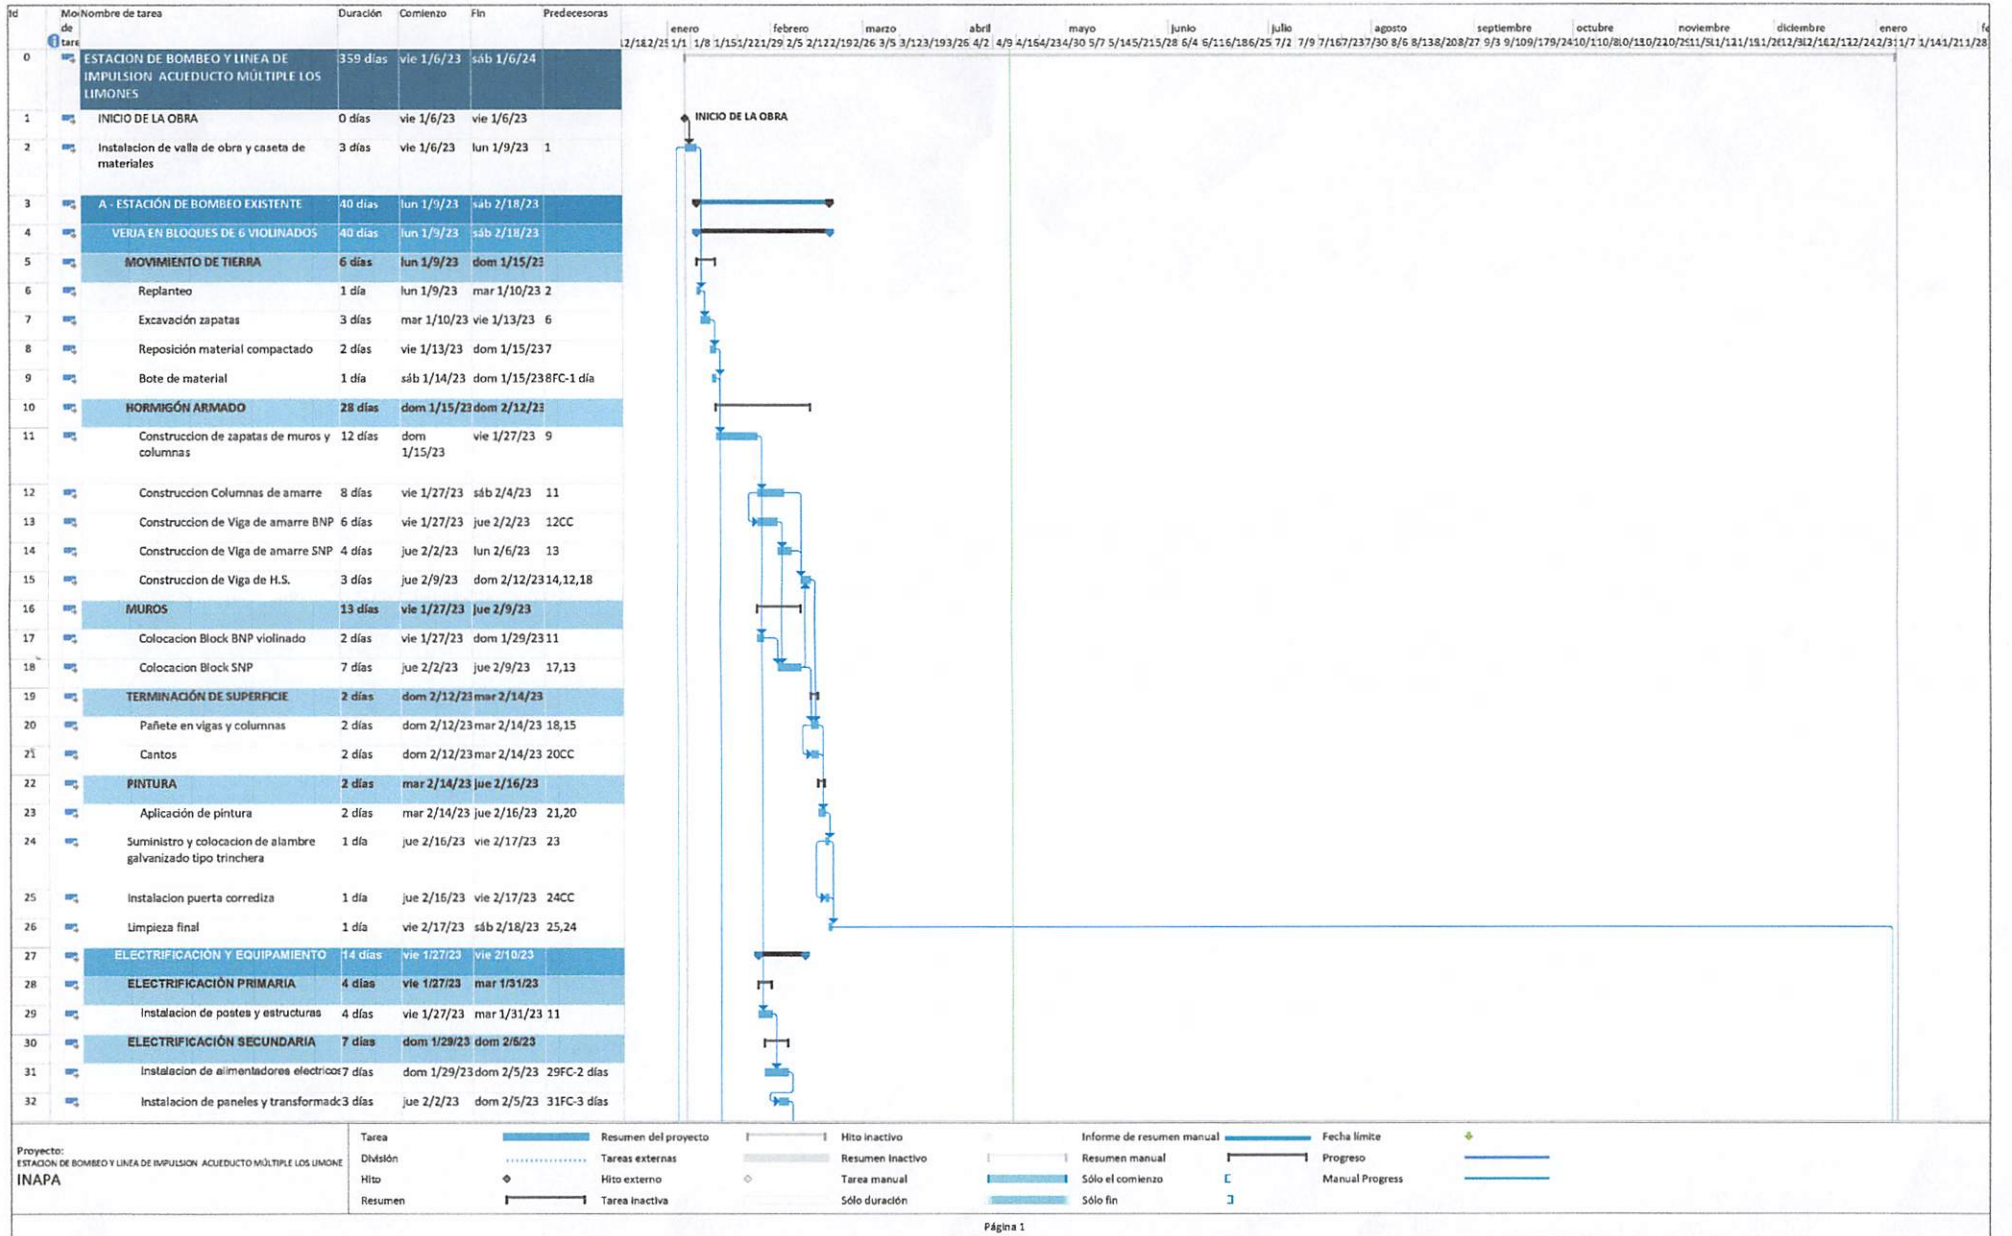 Id Mo Nombre de tarea Duración Comienzo Fin Predecesoras
de
tare
enero febrero marzo abril mayo junio julio agosto septiembre octubre noviembre diciembre enero fe
0 ESTACION DE BOMBEO Y LINEA DE 359 días vie 1/6/23 sáb 1/6/24
IMPULSION ACUEDUCTO MÚLTIPLE LOS
LIMONES
1 INICIO DE LA OBRA 0 días vie 1/6/23 vie 1/6/23 INICIO DE LA OBRA
2 Instalacion de valla de obra y caseta de 3 días vie 1/6/23 lun 1/9/23 1
materiales
3 A - ESTACIÓN DE BOMBEO EXISTENTE 40 días lun 1/9/23 sáb 2/18/23
4 VERJA EN BLOQUES DE 6 VIOLINADOS 40 días lun 1/9/23 sáb 2/18/23
5 MOVIMIENTO DE TIERRA 6 días lun 1/9/23 dom 1/15/23
6 Replanteo 1 día lun 1/9/23 mar 1/10/23 2
7 Excavación zapatas 3 días mar 1/10/23 vie 1/13/23 6
8 Reposición material compactado 2 días vie 1/13/23 dom 1/15/23 7
9 Bote de material 1 día sáb 1/14/23 dom 1/15/23 8FC-1 día
10 HORMIGÓN ARMADO 28 días dom 1/15/23 dom 2/12/23
11 Construccion de zapatas de muros y 12 días dom vie 1/27/23 9
columnas 1/15/23
12 Construccion Columnas de amarre 8 días vie 1/27/23 sáb 2/4/23 11
13 Construccion de Viga de amarre BNP 6 días vie 1/27/23 jue 2/2/23 12CC
14 Construccion de Viga de amarre SNP 4 días jue 2/2/23 lun 2/6/23 13
15 Construccion de Viga de H.S. 3 días jue 2/9/23 dom 2/12/23 14,12,18
16 MUROS 13 días vie 1/27/23 jue 2/9/23
17 Colocacion Block BNP violinado 2 días vie 1/27/23 dom 1/29/23 11
18 Colocacion Block SNP 7 días jue 2/2/23 jue 2/9/23 17,13
19 TERMINACIÓN DE SUPERFICIE 2 días dom 2/12/23 mar 2/14/23
20 Pañete en vigas y columnas 2 días dom 2/12/23 mar 2/14/23 18,15
21 Cantos 2 días dom 2/12/23 mar 2/14/23 20CC
22 PINTURA 2 días mar 2/14/23 jue 2/16/23
23 Aplicación de pintura 2 días mar 2/14/23 jue 2/16/23 21,20
24 Suministro y colocacion de alambre 1 día jue 2/16/23 vie 2/17/23 23
galvanizado tipo trinchera
25 Instalacion puerta corrediza 1 día jue 2/16/23 vie 2/17/23 24CC
26 Limpieza final 1 día vie 2/17/23 sáb 2/18/23 25,24
27 ELECTRIFICACIÓN Y EQUIPAMIENTO 14 días vie 1/27/23 vie 2/10/23
28 ELECTRIFICACIÓN PRIMARIA 4 días vie 1/27/23 mar 1/31/23
29 Instalacion de postes y estructuras 4 días vie 1/27/23 mar 1/31/23 11
30 ELECTRIFICACIÓN SECUNDARIA 7 días dom 1/29/23 dom 2/5/23
31 Instalacion de alimentadores electricos 7 días dom 1/29/23 dom 2/5/23 29FC-2 días
32 Instalacion de paneles y transformadc 3 días jue 2/2/23 dom 2/5/23 31FC-3 días
Proyecto:
ESTACION DE BOMBEO Y LINEA DE IMPULSION ACUEDUCTO MÚLTIPLE LOS LIMONE
INAPA
Tarea Resumen del proyecto Hito inactivo Informe de resumen manual Fecha límite
División Tareas externas Resumen inactivo Resumen manual Progreso
Hito Hito externo Tarea manual Sólo el comienzo Manual Progress
Resumen Tarea inactiva Sólo duración Sólo fin
Página 1